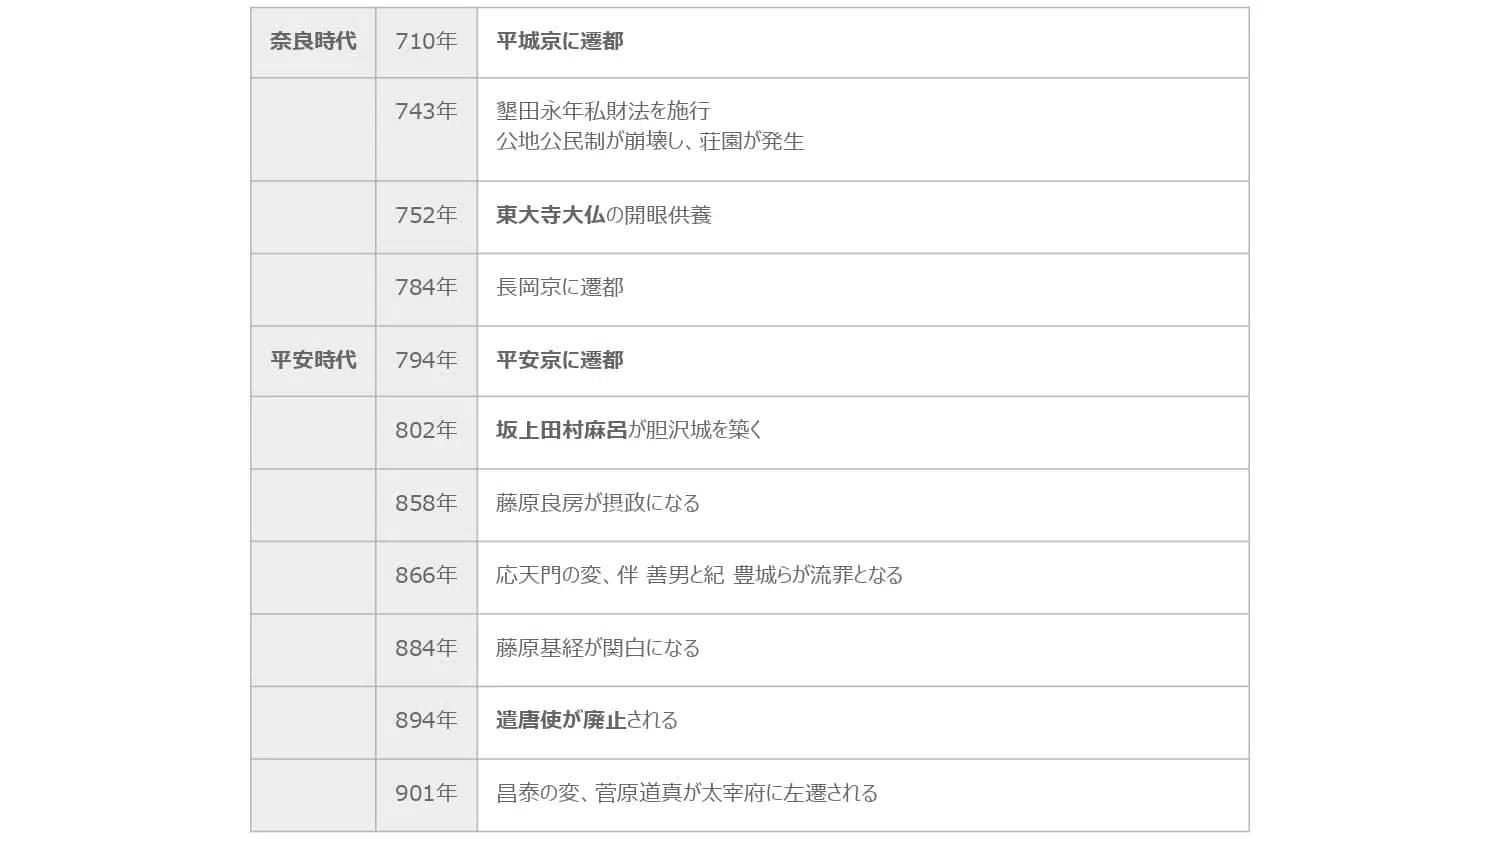 奈良時代 710年 平城京に遷都
743年 墾田永年私財法を施行
公地公民制が崩壊し、荘園が発生
752年 東大寺大仏の開眼供養
784年 長岡京に遷都
平安時代 794年 平安京に遷都
802年 坂上田村麻呂が胆沢城を築く
858年 藤原良房が摂政になる
866年 応天門の変、伴 善男と紀 豊城らが流罪となる
884年 藤原基経が関白になる
894年 遣唐使が廃止される
901年 昌泰の変、菅原道真が太宰府に左遷される